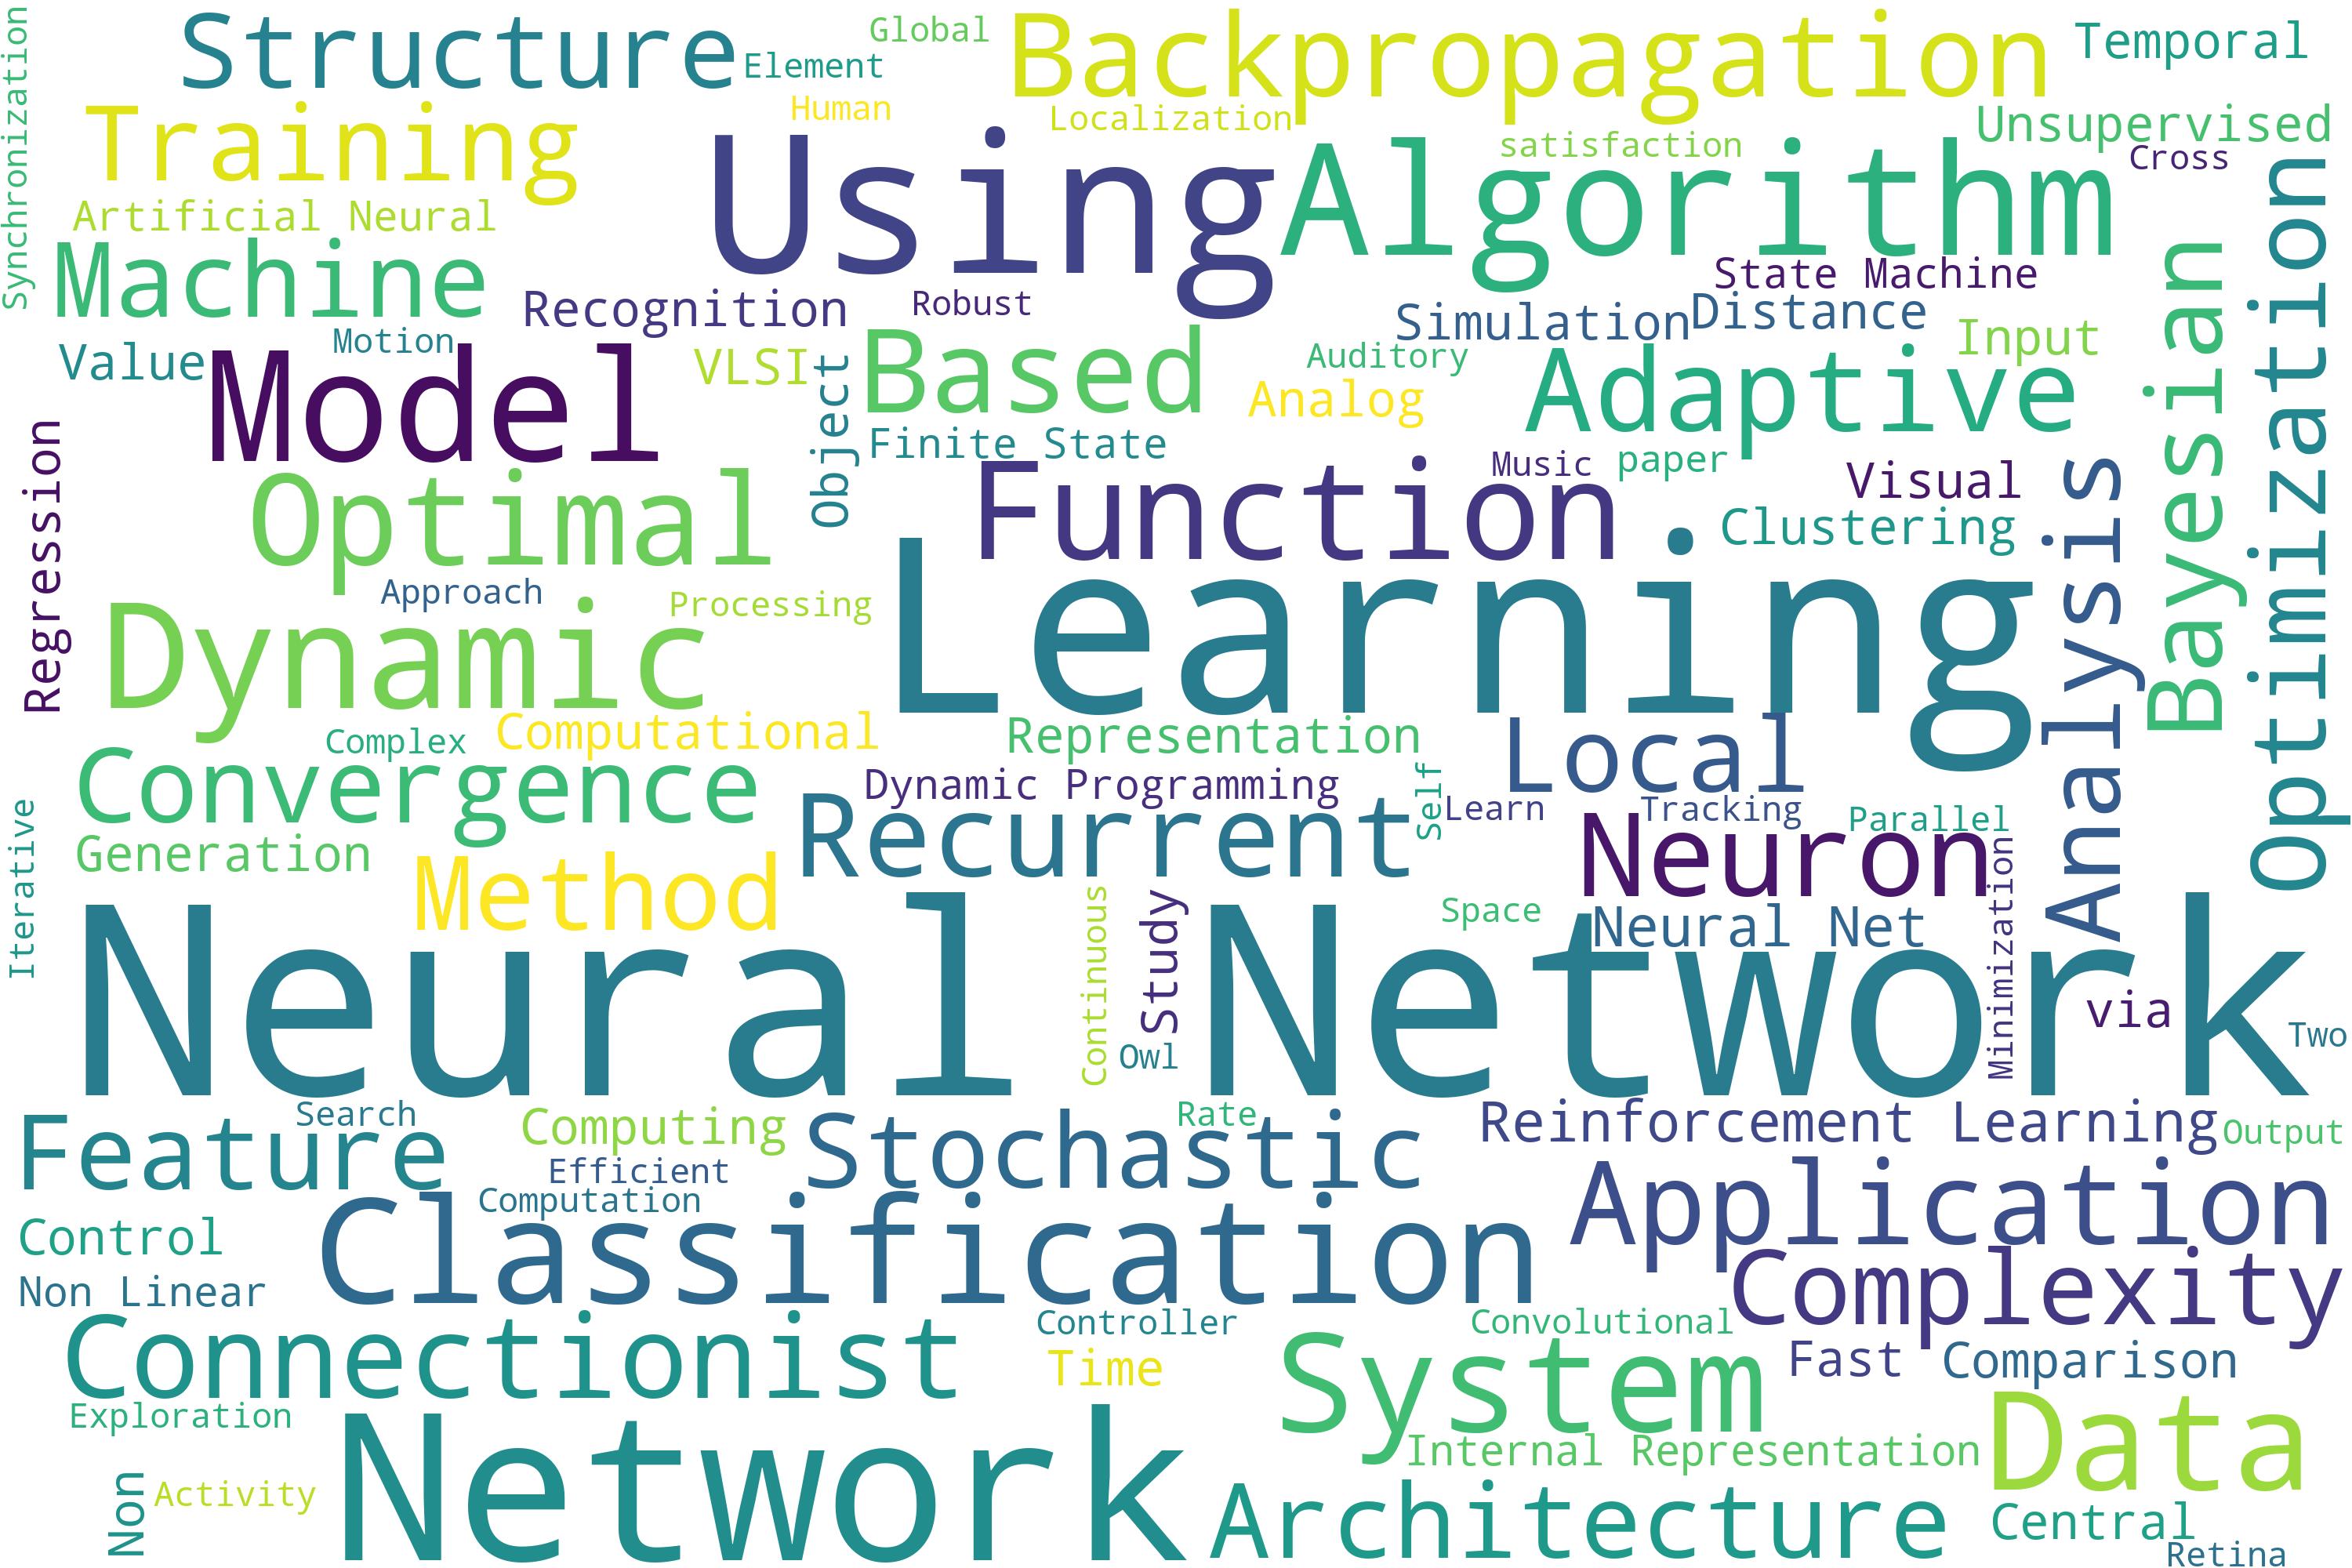 Synchronization
Structure
Element
Global
Backpropagation
Temporal
Training
Human
Localization
Unsupervised
Using
Algorithm
satisfaction
Cross
Artificial Neural
Machine
Recognition
Robust
State Machine
Optimization
Bayesian
Value
Motion
Model
VLSI
Object
Based
Simulation
Distance
Input
Auditory
Analog
Adaptive
Finite State
Regression
Optimal
Function
Music
paper
Visual
Clustering
Analysis
Approach
Processing
Learning
Dynamic
Complex
Computational
Representation
Local
Convergence
Dynamic Programming
Self
Learn
Tracking
Parallel
Iterative
Generation
Method
Recurrent
Neuron
Neural Network
Continuous
Study
Owl
Space
Neural Net
Minimization
via
Two
Feature
Search
Computing
Efficient
Computation
Stochastic
Rate
Reinforcement Learning
Output
Control
Classification
Application
Non Linear
Complexity
Connectionist
Controller
Time
Convolutional
System
Fast
Comparison
Exploration
Network
Internal Representation
Data
Non
Activity
Architecture
Central
Retina